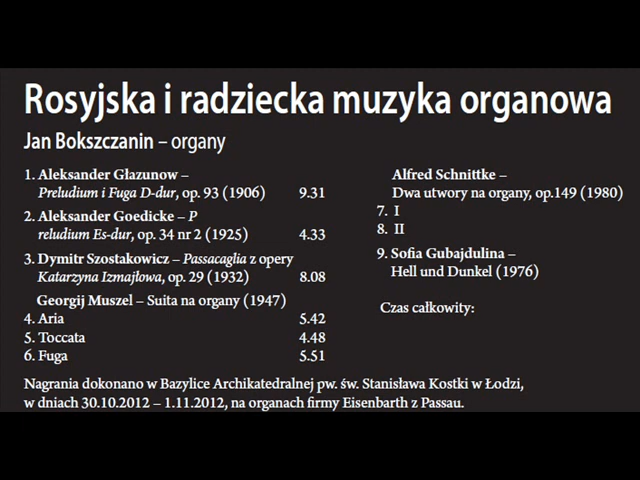 Rosyjska i radziecka muzyka organowa
Jan Bokszczanin – organy
1. Aleksander Głazunow –
Preludium i Fuga D-dur, op. 93 (1906) 9.31
2. Aleksander Goedicke – P
reludium Es-dur, op. 34 nr 2 (1925) 4.33
3. Dymitr Szostakowicz – Passacaglia z opery
Katarzyna Izmajłowa, op. 29 (1932) 8.08
Georgij Muszel – Suita na organy (1947)
4. Aria 5.42
5. Toccata 4.48
6. Fuga 5.51
Alfred Schnittke –
Dwa utwory na organy, op.149 (1980)
7. I
8. II
9. Sofia Gubajdulina –
Hell und Dunkel (1976)
Czas całkowity:
Nagrania dokonano w Bazylice Archikatedralnej pw. św. Stanisława Kostki w Łodzi,
w dniach 30.10.2012 – 1.11.2012, na organach firmy Eisenbarth z Passau.